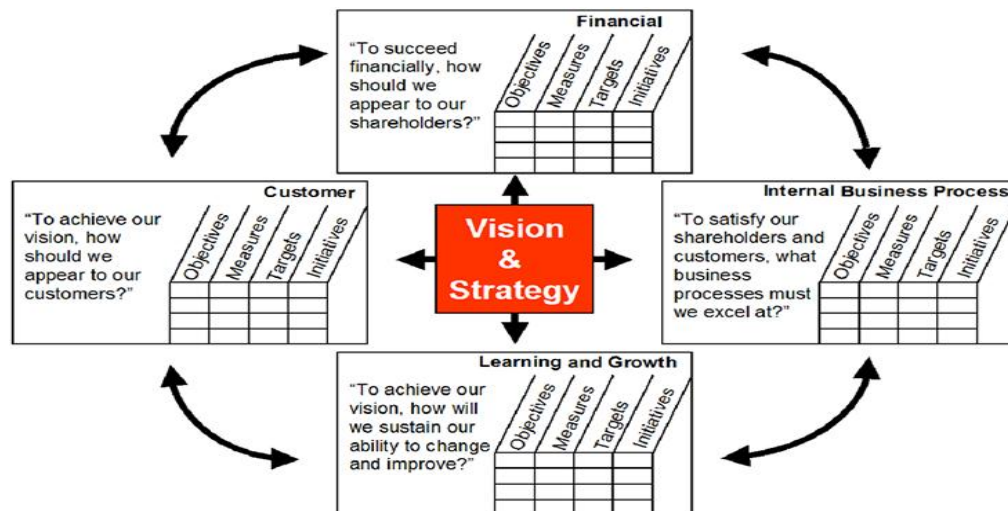 Financial
“To succeed
financially, how
should we
appear to our
shareholders?”
Objectives
Measures
Targets
Initiatives
Customer
“To achieve our
vision, how
should we
appear to our
customers?”
Objectives
Measures
Targets
Initiatives
Vision
&
Strategy
Internal Business Process
“To satisfy our
shareholders and
customers, what
business
processes must
we excel at?”
Objectives
Measures
Targets
Initiatives
Learning and Growth
“To achieve our
vision, how will
we sustain our
ability to change
and improve?”
Objectives
Measures
Targets
Initiatives